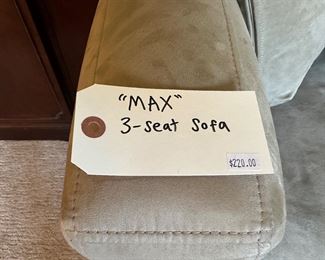 "MAX"
3-seat Sofa
$220.00